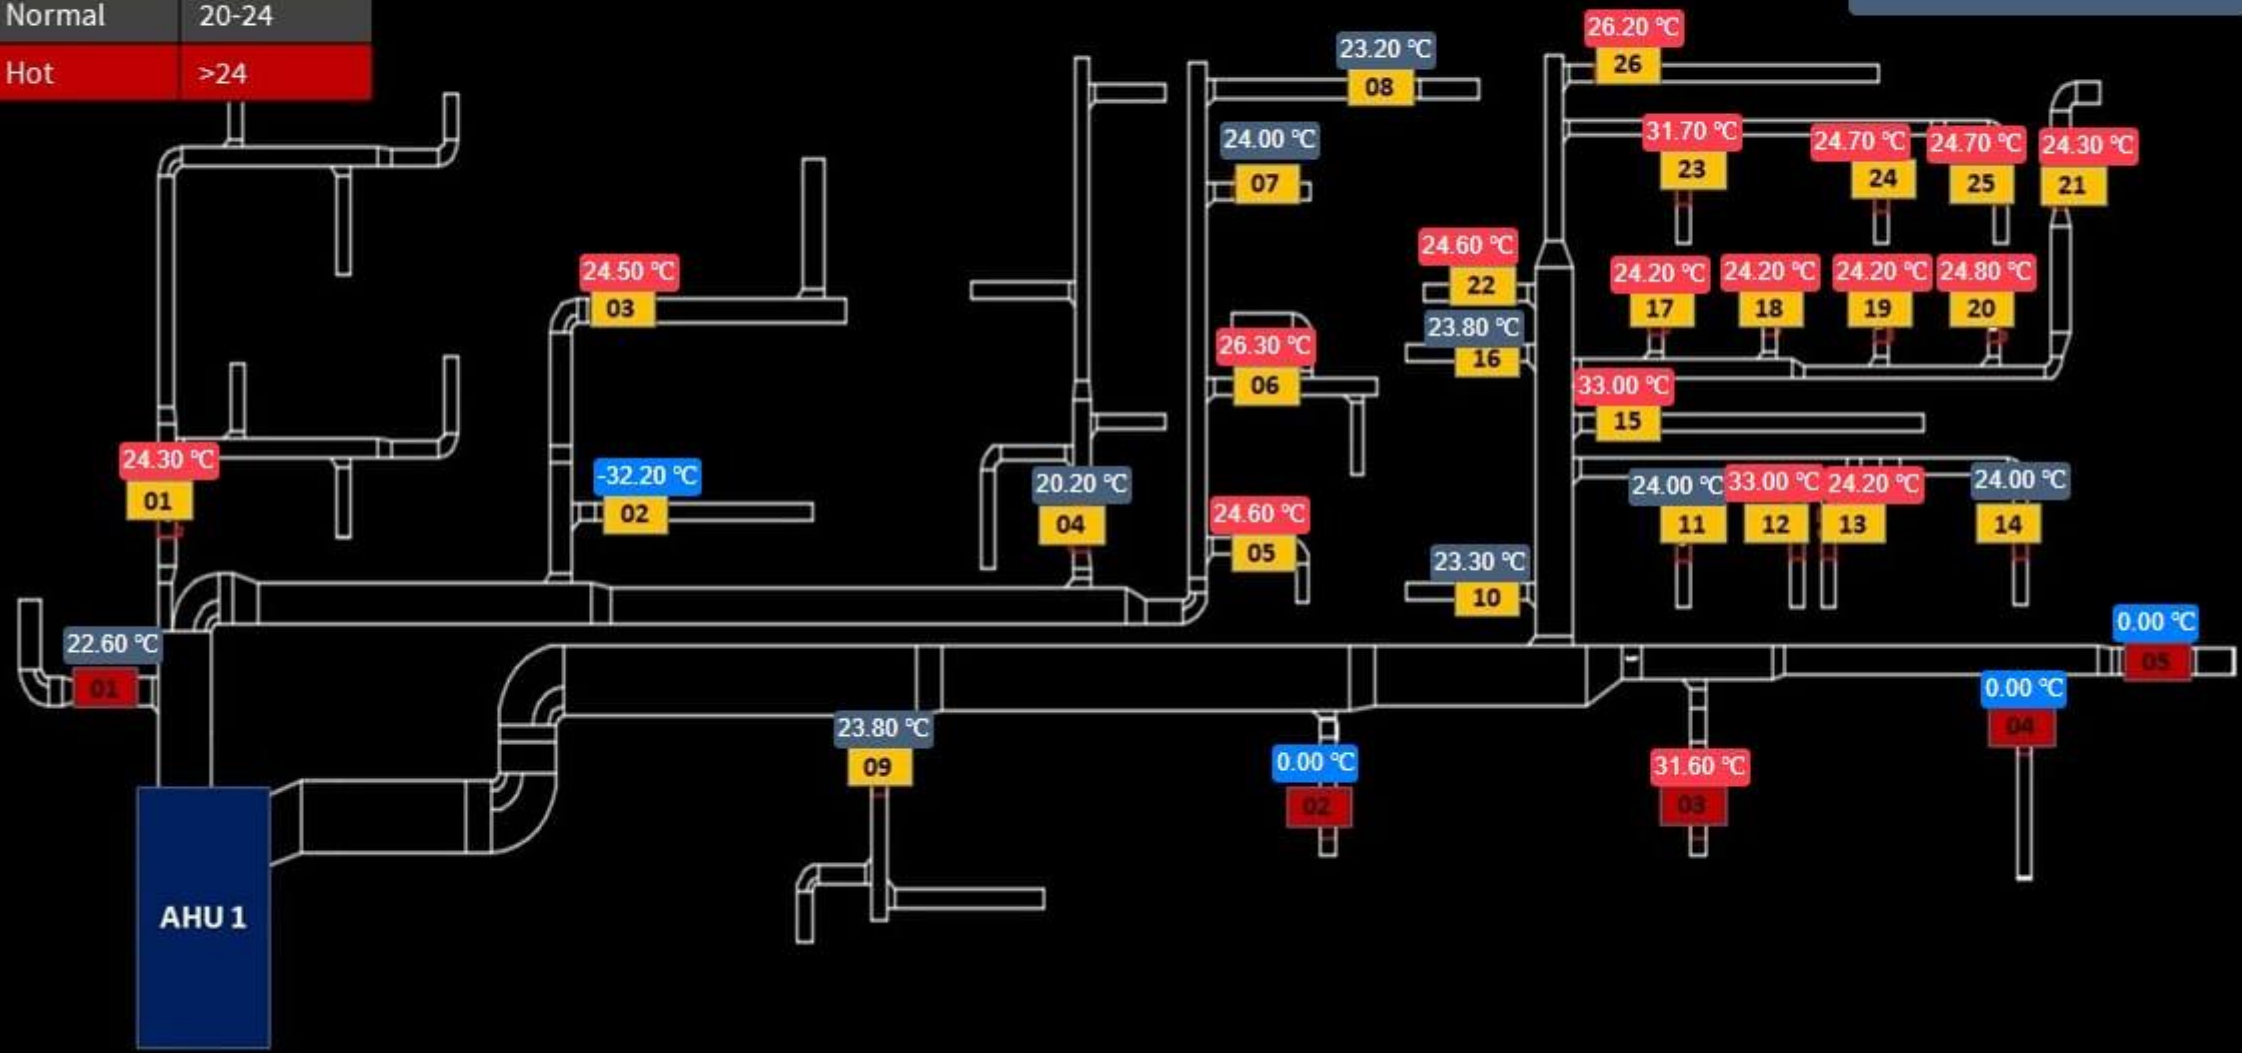 Normal 20-24
Hot >24
26.20 °C
26
23.20 °C
08
31.70 °C
23
24.70 °C
24
24.70 °C
25
24.30 °C
21
24.00 °C
07
24.60 °C
22
24.50 °C
03
24.20 °C
17
24.20 °C
18
24.20 °C
19
24.80 °C
20
23.80 °C
16
26.30 °C
06
33.00 °C
15
24.30 °C
01
-32.20 °C
02
20.20 °C
04
24.60 °C
05
24.00 °C
11
33.00 °C
12
24.20 °C
13
24.00 °C
14
23.30 °C
10
22.60 °C
01
0.00 °C
05
0.00 °C
04
23.80 °C
09
0.00 °C
02
31.60 °C
03
AHU 1